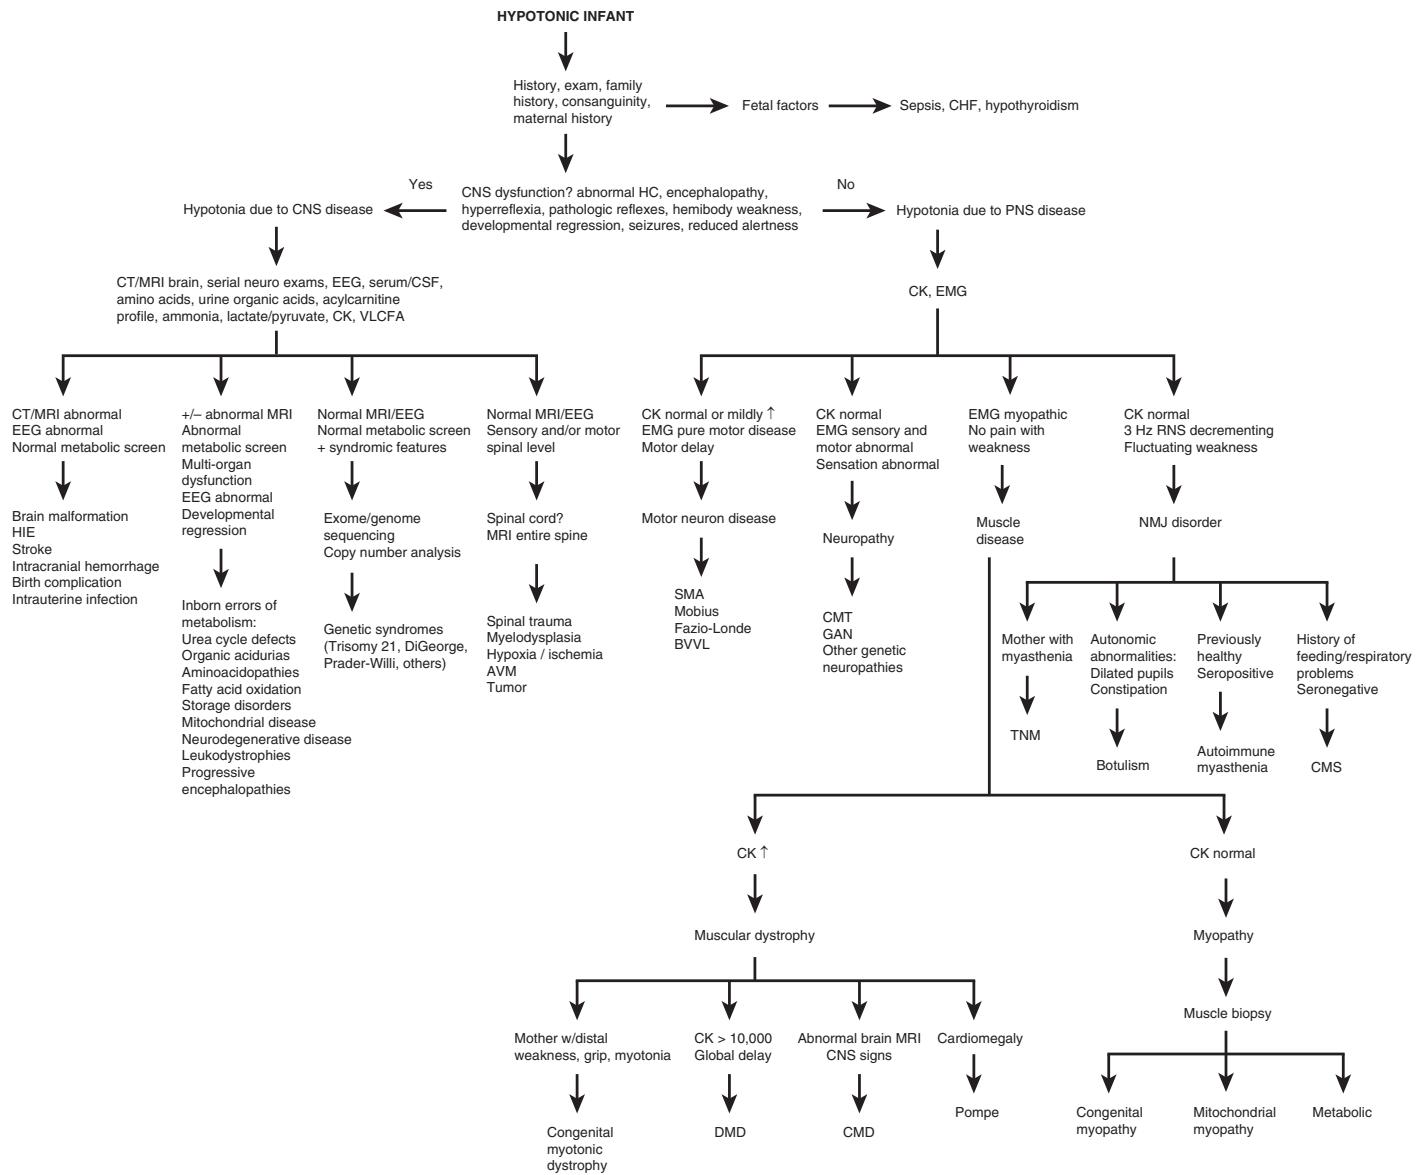 HYPOTONIC INFANT
History, exam, family
history, consanguinity,
maternal history
Fetal factors
Sepsis, CHF, hypothyroidism
Yes
CNS dysfunction? abnormal HC, encephalopathy,
hyperreflexia, pathologic reflexes, hemibody weakness,
developmental regression, seizures, reduced alertness
No
Hypotonia due to CNS disease
Hypotonia due to PNS disease
CT/MRI brain, serial neuro exams, EEG, serum/CSF,
amino acids, urine organic acids, acylcarnitine
profile, ammonia, lactate/pyruvate, CK, VLCFA
CK, EMG
CT/MRI abnormal
EEG abnormal
Normal metabolic screen
Brain malformation
HIE
Stroke
Intracranial hemorrhage
Birth complication
Intrauterine infection
+/– abnormal MRI
Abnormal
metabolic screen
Multi-organ
dysfunction
EEG abnormal
Developmental
regression
Inborn errors of
metabolism:
Urea cycle defects
Organic acidurias
Aminoacidopathies
Fatty acid oxidation
Storage disorders
Mitochondrial disease
Neurodegenerative disease
Leukodystrophies
Progressive
encephalopathies
Normal MRI/EEG
Normal metabolic screen
+ syndromic features
Exome/genome
sequencing
Copy number analysis
Genetic syndromes
(Trisomy 21, DiGeorge,
Prader-Willi, others)
Normal MRI/EEG
Sensory and/or motor
spinal level
Spinal cord?
MRI entire spine
Spinal trauma
Myelodysplasia
Hypoxia / ischemia
AVM
Tumor
CK normal or mildly ↑
EMG pure motor disease
Motor delay
Motor neuron disease
SMA
Mobius
Fazio-Londe
BVVL
CK normal
EMG sensory and
motor abnormal
Sensation abnormal
Neuropathy
CMT
GAN
Other genetic
neuropathies
EMG myopathic
No pain with
weakness
Muscle
disease
CK normal
3 Hz RNS decrementing
Fluctuating weakness
NMJ disorder
Mother with
myasthenia
TNM
Autonomic
abnormalities:
Dilated pupils
Constipation
Botulism
Previously
healthy
Seropositive
Autoimmune
myasthenia
History of
feeding/respiratory
problems
Seronegative
CMS
CK ↑
Muscular dystrophy
Mother w/distal
weakness, grip, myotonia
Congenital
myotonic
dystrophy
CK > 10,000
Global delay
DMD
Abnormal brain MRI
CNS signs
CMD
Cardiomegaly
Pompe
CK normal
Myopathy
Muscle biopsy
Congenital
myopathy
Mitochondrial
myopathy
Metabolic